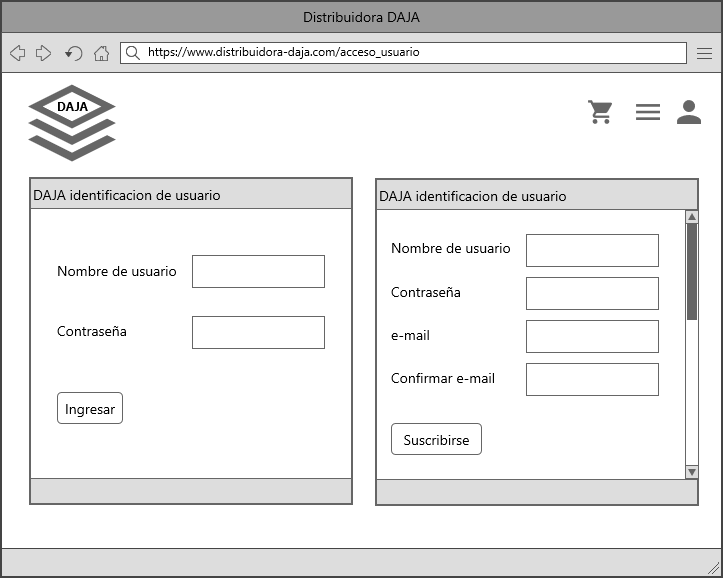 Distribuidora DAJA
https://www.distribuidora-daja.com/acceso_usuario
DAJA
DAJA identificacion de usuario
Nombre de usuario
Contraseña
Ingresar
DAJA identificacion de usuario
Nombre de usuario
Contraseña
e-mail
Confirmar e-mail
Suscribirse